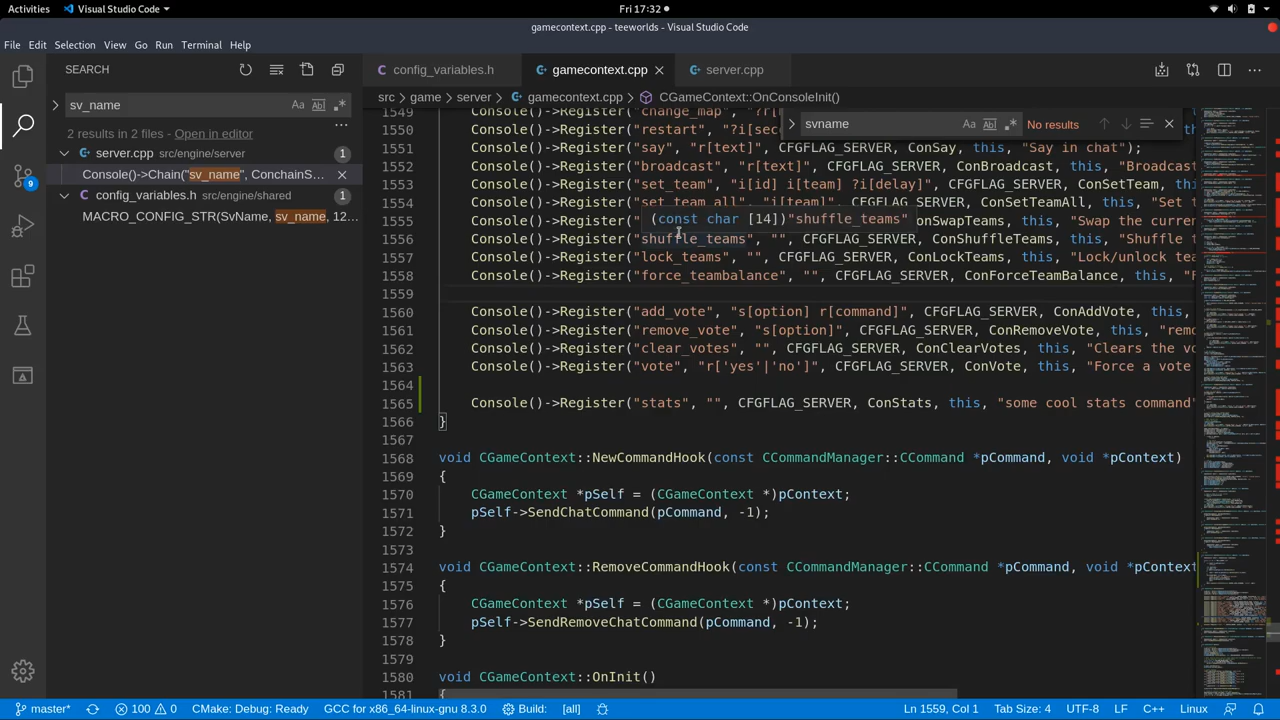 Activities Visual Studio Code Fri 17:32
gamecontext.cpp - teeworlds - Visual Studio Code
File Edit Selection View Go Run Terminal Help
SEARCH
config_variables.h gamecontext.cpp server.cpp
src game server gamecontext.cpp CGameContext::OnConsoleInit()
sv_name
2 results in 2 files - Open in editor
server.cpp src/engine/server
Console()->Chain("sv_name", ConchainS…
config_variables.h src/engine/shared
MACRO_CONFIG_STR(SvName, sv_name, 12…
9
svname
No results
1549 Console()->Register("change_map", "?r[
1550 Console()->Register("restart", "?i[sec
1551 Console()->Register("say", "r[text]", CFGFLAG_SERVER, ConSay, this, "Say in chat");
1552 Console()->Register("broadcast", "r[text]", CFGFLAG_SERVER, ConBroadcast, this, "Broadcast
1553 Console()->Register("set_team", "i[id] i[team] ?i[delay]", CFGFLAG_SERVER, ConSetTeam, this
1554 Console()->Register("set_team_all", CFGFLAG_SERVER, ConSetTeamAll, this, "Set
(const char [14])"shuffle_teams"
1555 this, "Swap the curre
1556 Console()->Register("shuffle_teams", "", CFGFLAG_SERVER, ConShuffleTeams, this, "Shuffle
1557 Console()->Register("lock_teams", "", CFGFLAG_SERVER, ConLockTeams, this, "Lock/unlock tea
1558 Console()->Register("force_teambalance", "", CFGFLAG_SERVER, ConForceTeamBalance, this,
1559
1560 Console()->Register("add_vote", "s[option] r[command]", CFGFLAG_SERVER, ConAddVote, this,
1561 Console()->Register("remove_vote", "s[option]", CFGFLAG_SERVER, ConRemoveVote, this, "remo
1562 Console()->Register("clear_votes", "", CFGFLAG_SERVER, ConClearVotes, this, "Clears the vo
1563 Console()->Register("vote", "r['yes'|'no']", CFGFLAG_SERVER, ConVote, this, "Force a vote
1564
1565 Console()->Register("stats", "", CFGFLAG_SERVER, ConStats, this, "some cool stats command"
1566 }
1567
1568 void CGameContext::NewCommandHook(const CCommandManager::CCommand *pCommand, void *pContext)
1569 {
1570 CGameContext *pSelf = (CGameContext *)pContext;
1571 pSelf->SendChatCommand(pCommand, -1);
1572 }
1573
1574 void CGameContext::RemoveCommandHook(const CCommandManager::CCommand *pCommand, void *pContext
1575 {
1576 CGameContext *pSelf = (CGameContext *)pContext;
1577 pSelf->SendRemoveChatCommand(pCommand, -1);
1578 }
1579
1580 void CGameContext::OnInit()
1581 {
master* 100 0 CMake: Debug: Ready GCC for x86_64-linux-gnu 8.3.0 Build: [all] Ln 1559, Col 1 Tab Size: 4 UTF-8 LF C++ Linux